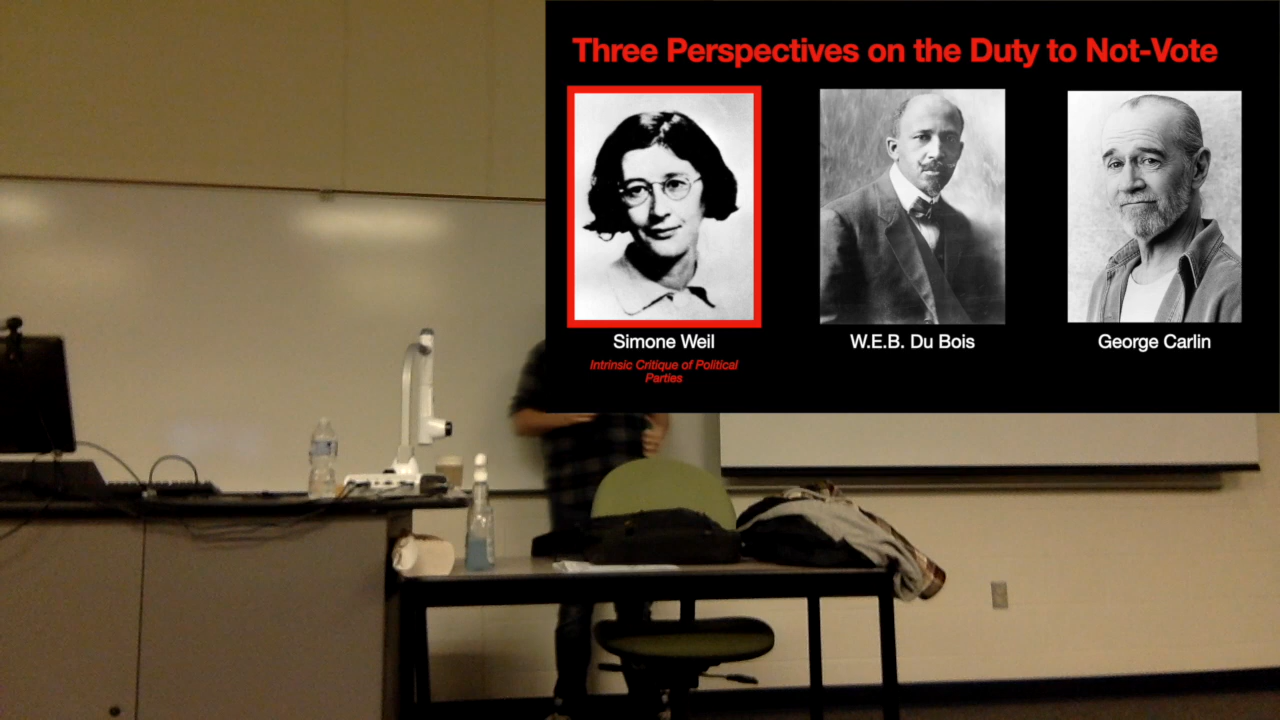 Three Perspectives on the Duty to Not-Vote
Simone Weil
W.E.B. Du Bois
George Carlin
Intrinsic Critique of Political
Parties